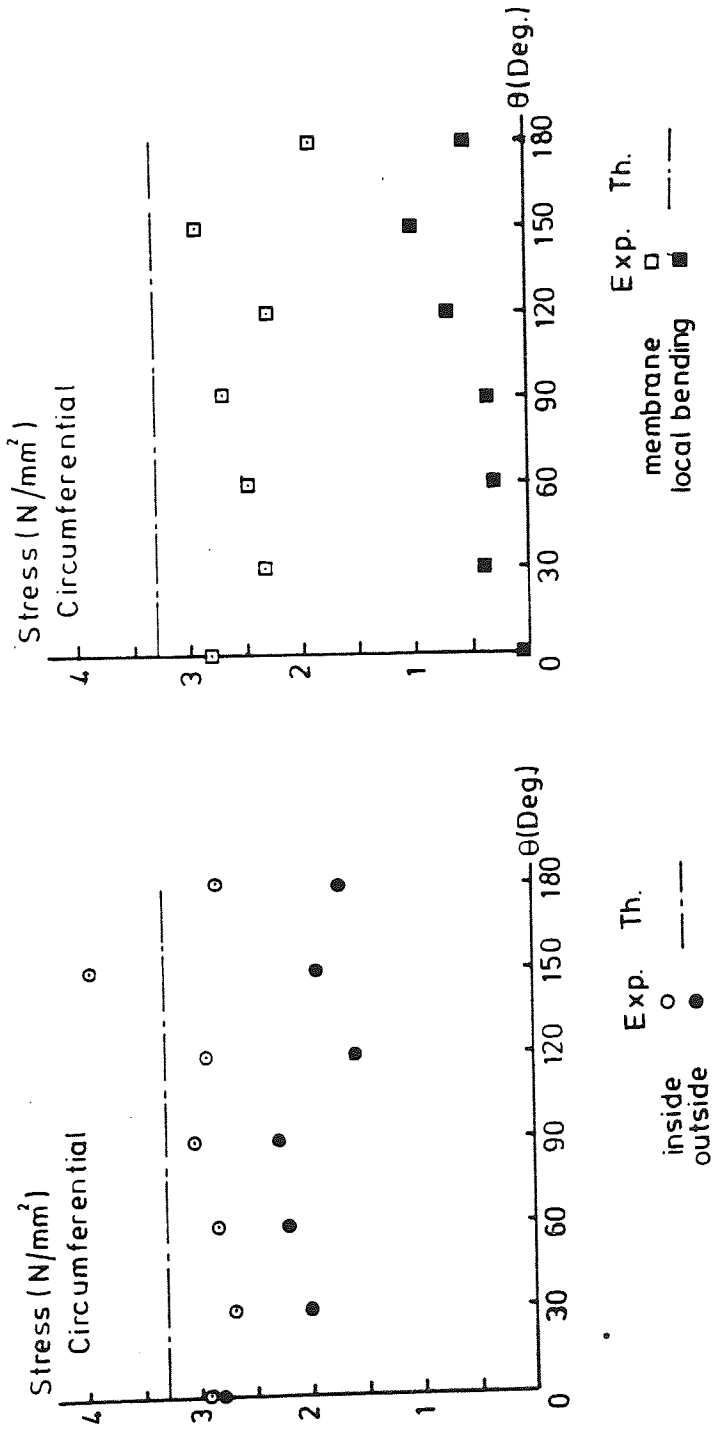 Stress (N/mm²)
Circumferential
4
3
2
1
0
30
60
90
120
150
180
θ(Deg.)
Exp. Th.
inside
outside
Stress (N/mm²)
Circumferential
4
3
2
1
0
30
60
90
120
150
180
θ(Deg.)
Exp. Th.
membrane
local bending